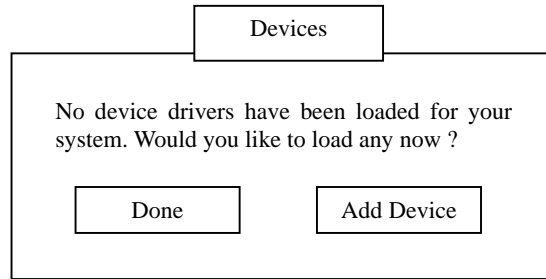 Devices
No device drivers have been loaded for your
system. Would you like to load any now ?
Done
Add Device